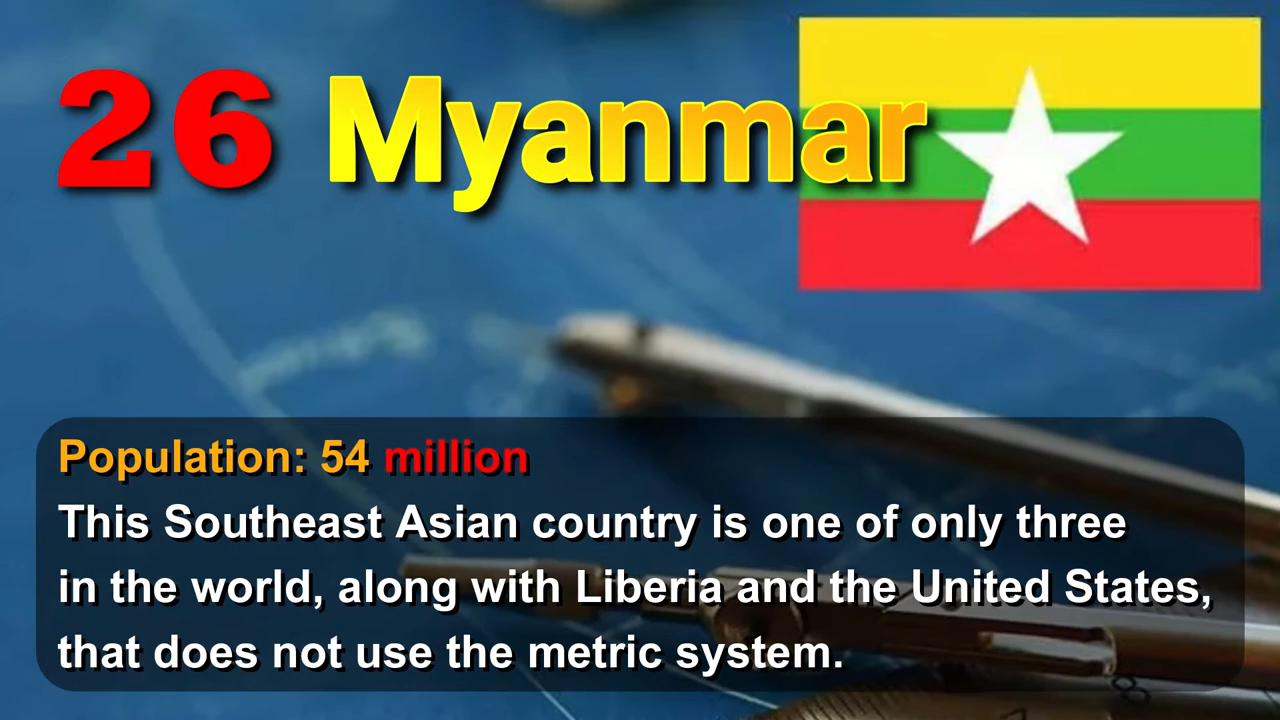 26 Myanmar
Population: 54 million
This Southeast Asian country is one of only three
in the world, along with Liberia and the United States,
that does not use the metric system.